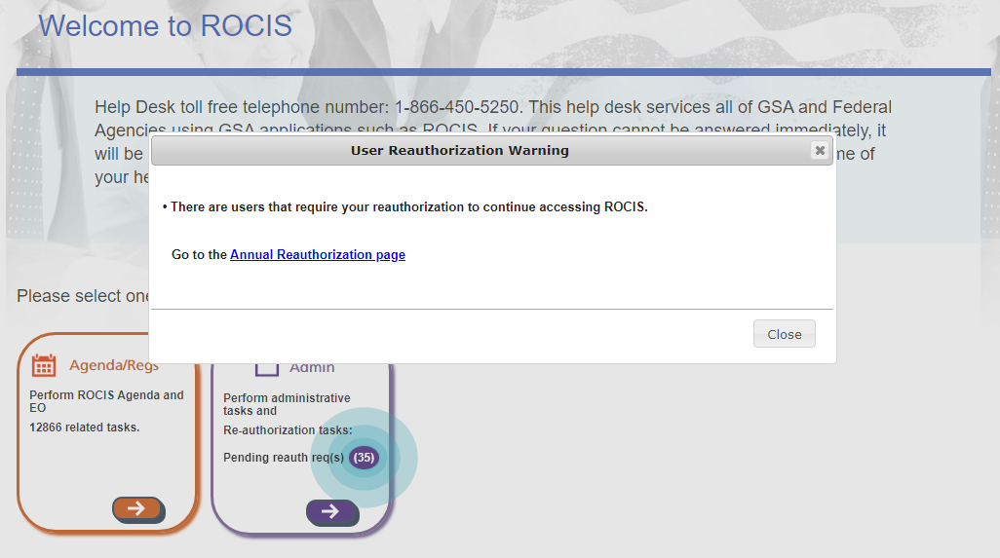 Welcome to ROCIS
Help Desk toll free telephone number: 1-866-450-5250. This help desk services all of GSA and Federal
Agencies using GSA applications such as ROCIS. If your question cannot be answered immediately, it
will be
me of
your he
User Reauthorization Warning
• There are users that require your reauthorization to continue accessing ROCIS.
Go to the Annual Reauthorization page
Close
Please select one
Agenda/Regs
Perform ROCIS Agenda and
EO
12866 related tasks.
Admin
Perform administrative
tasks and
Re-authorization tasks:
Pending reauth req(s) (35)